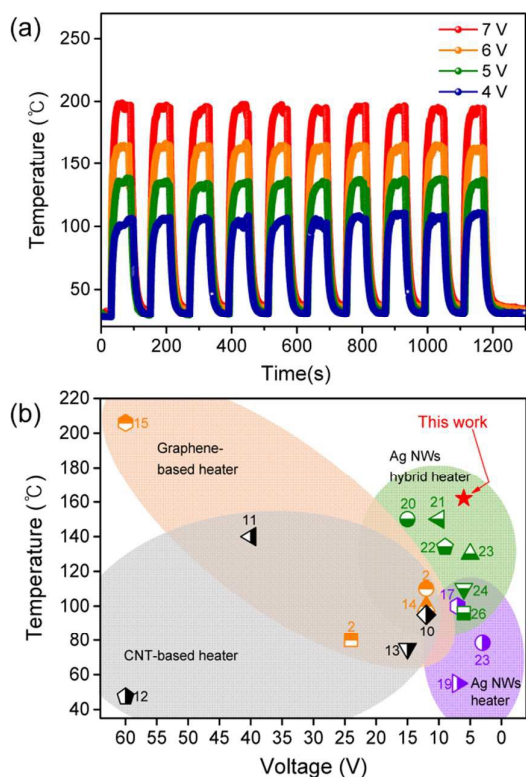 (a)
250
200
150
100
50
Temperature (℃)
7 V
6 V
5 V
4 V
0 200 400 600 800 1000 1200
Time(s)
(b)
220
200
180
160
140
120
100
80
60
40
Temperature (℃)
15
Graphene-
based heater
This work
Ag NWs
hybrid heater
11
20
21
22
23
2
24
14
17
10
26
2
13
23
CNT-based heater
12
19
Ag NWs
heater
60 55 50 45 40 35 30 25 20 15 10 5 0
Voltage (V)